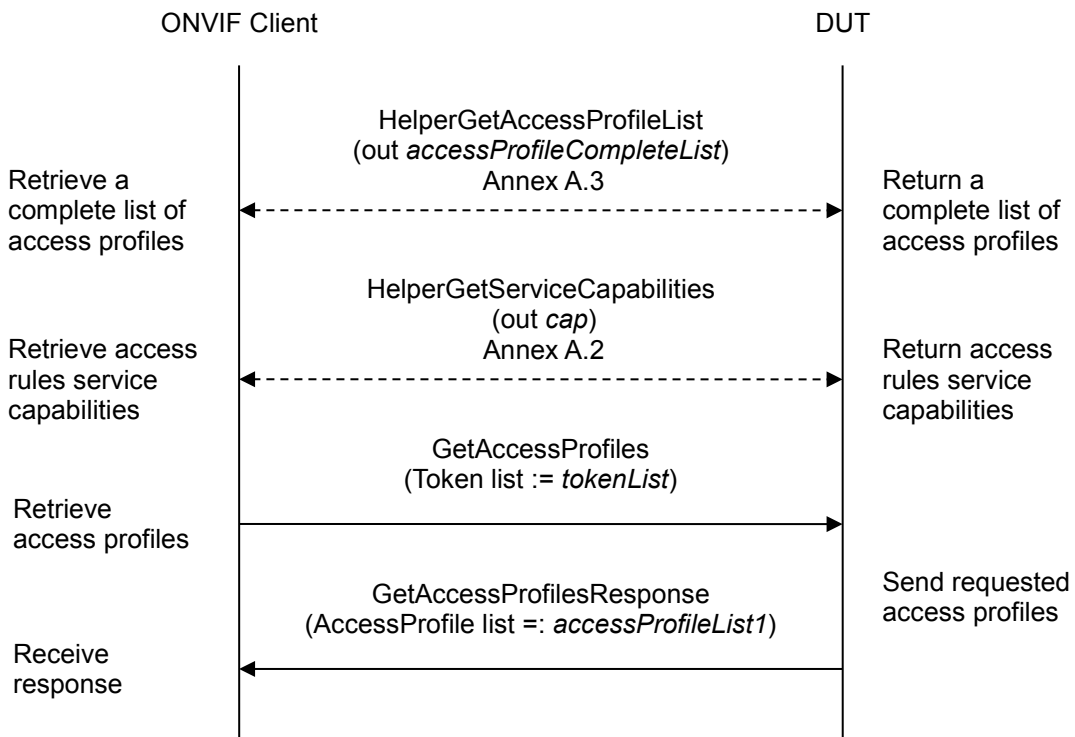 ONVIF Client
DUT
HelperGetAccessProfileList
(out accessProfileCompleteList)
Annex A.3
Retrieve a
complete list of
access profiles
Return a
complete list of
access profiles
HelperGetServiceCapabilities
(out cap)
Annex A.2
Retrieve access
rules service
capabilities
Return access
rules service
capabilities
GetAccessProfiles
(Token list := tokenList)
Retrieve
access profiles
GetAccessProfilesResponse
(AccessProfile list =: accessProfileList1)
Send requested
access profiles
Receive
response